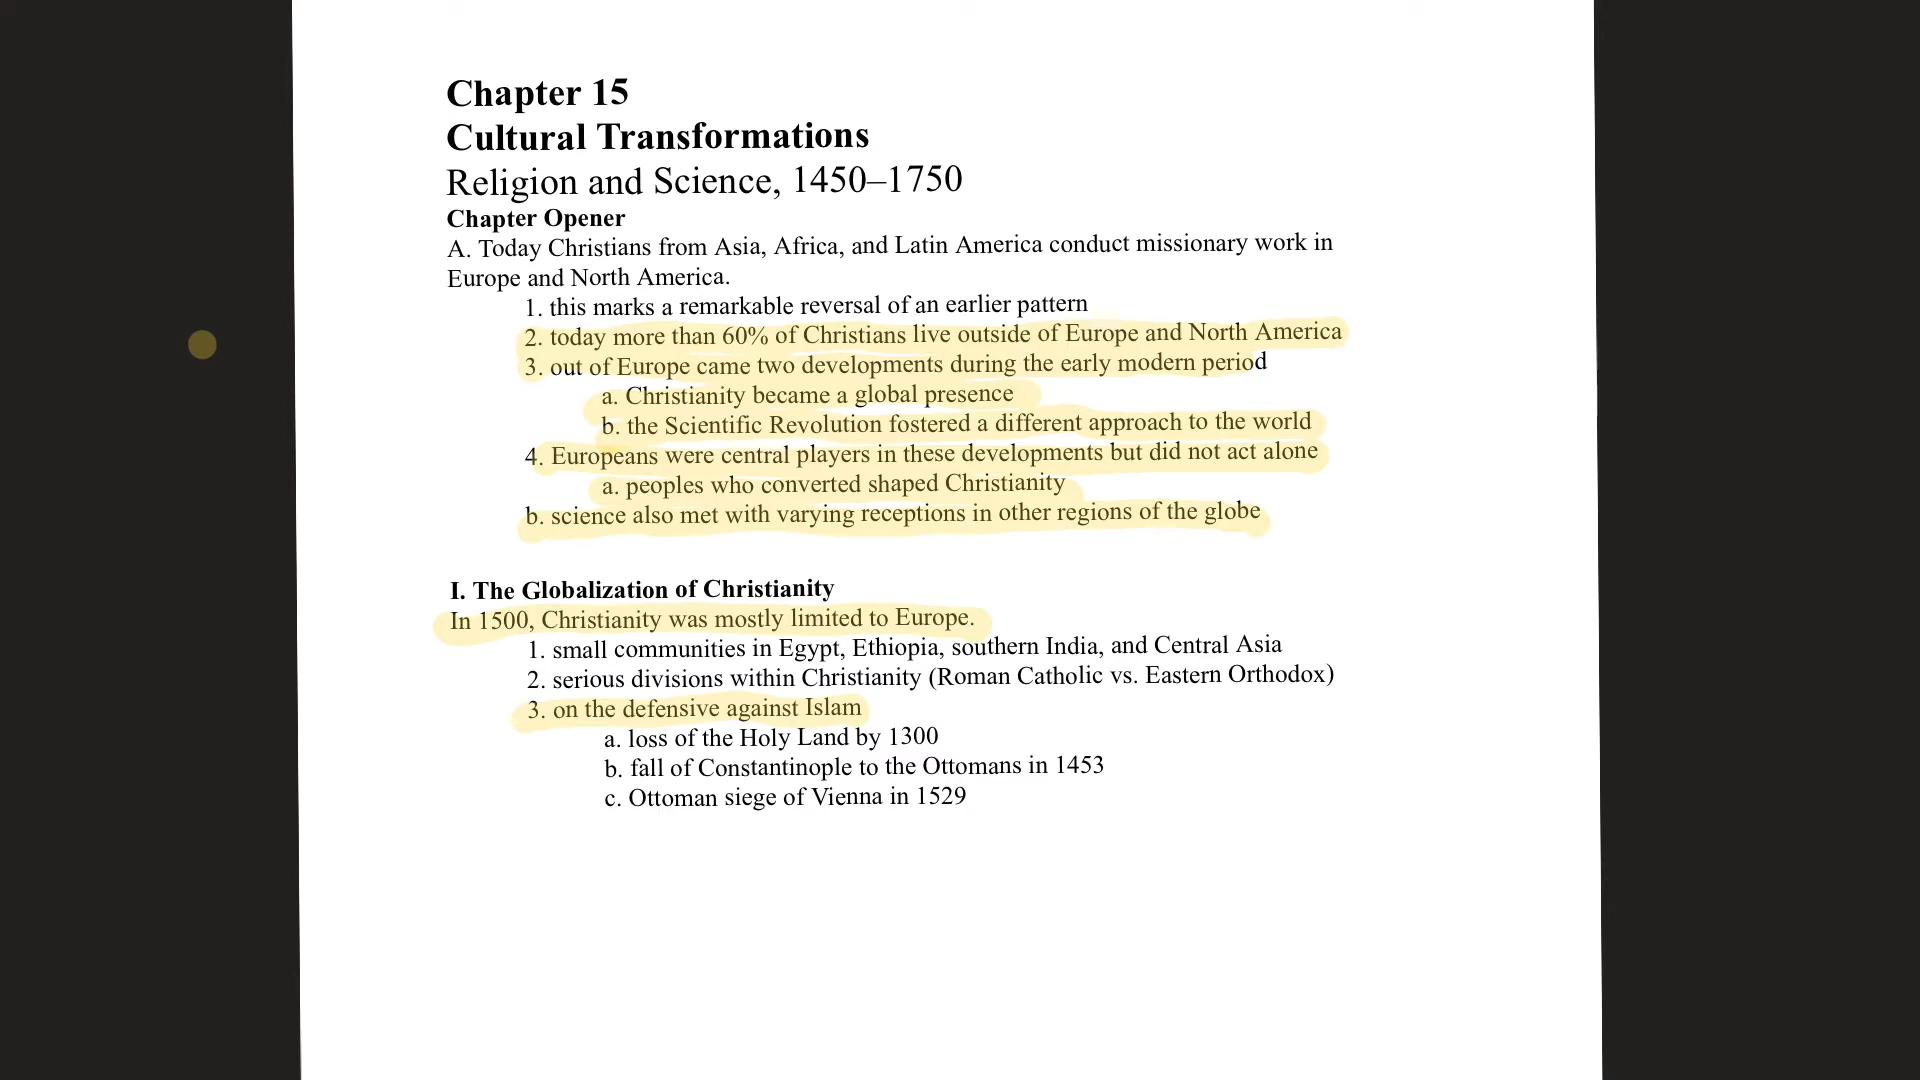 Chapter 15
Cultural Transformations
Religion and Science, 1450–1750
Chapter Opener
A. Today Christians from Asia, Africa, and Latin America conduct missionary work in
Europe and North America.
1. this marks a remarkable reversal of an earlier pattern
2. today more than 60% of Christians live outside of Europe and North America
3. out of Europe came two developments during the early modern period
a. Christianity became a global presence
b. the Scientific Revolution fostered a different approach to the world
4. Europeans were central players in these developments but did not act alone
a. peoples who converted shaped Christianity
b. science also met with varying receptions in other regions of the globe
I. The Globalization of Christianity
In 1500, Christianity was mostly limited to Europe.
1. small communities in Egypt, Ethiopia, southern India, and Central Asia
2. serious divisions within Christianity (Roman Catholic vs. Eastern Orthodox)
3. on the defensive against Islam
a. loss of the Holy Land by 1300
b. fall of Constantinople to the Ottomans in 1453
c. Ottoman siege of Vienna in 1529